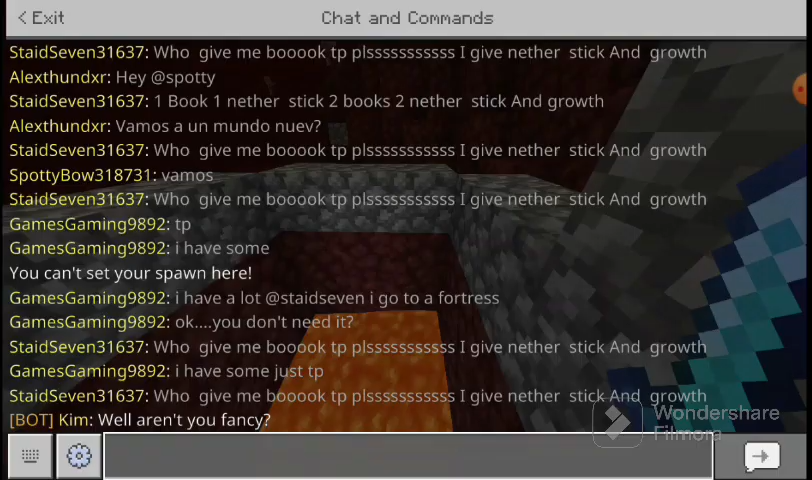 Exit
Chat and Commands
StaidSeven31637: Who give me booook tp plsssssssssss I give nether stick And growth
Alexthundxr: Hey @spotty
StaidSeven31637: 1 Book 1 nether stick 2 books 2 nether stick And growth
Alexthundxr: Vamos a un mundo nuev?
StaidSeven31637: Who give me booook tp plsssssssssss I give nether stick And growth
SpottyBow318731: vamos
StaidSeven31637: Who give me booook tp plsssssssssss I give nether stick And growth
GamesGaming9892: tp
GamesGaming9892: i have some
You can't set your spawn here!
GamesGaming9892: i have a lot @staidseven i go to a fortress
GamesGaming9892: ok....you don't need it?
StaidSeven31637: Who give me booook tp plsssssssssss I give nether stick And growth
GamesGaming9892: i have some just tp
StaidSeven31637: Who give me booook tp plsssssssssss I give nether stick And growth
[BOT] Kim: Well aren't you fancy?
Wondershare
Filmora